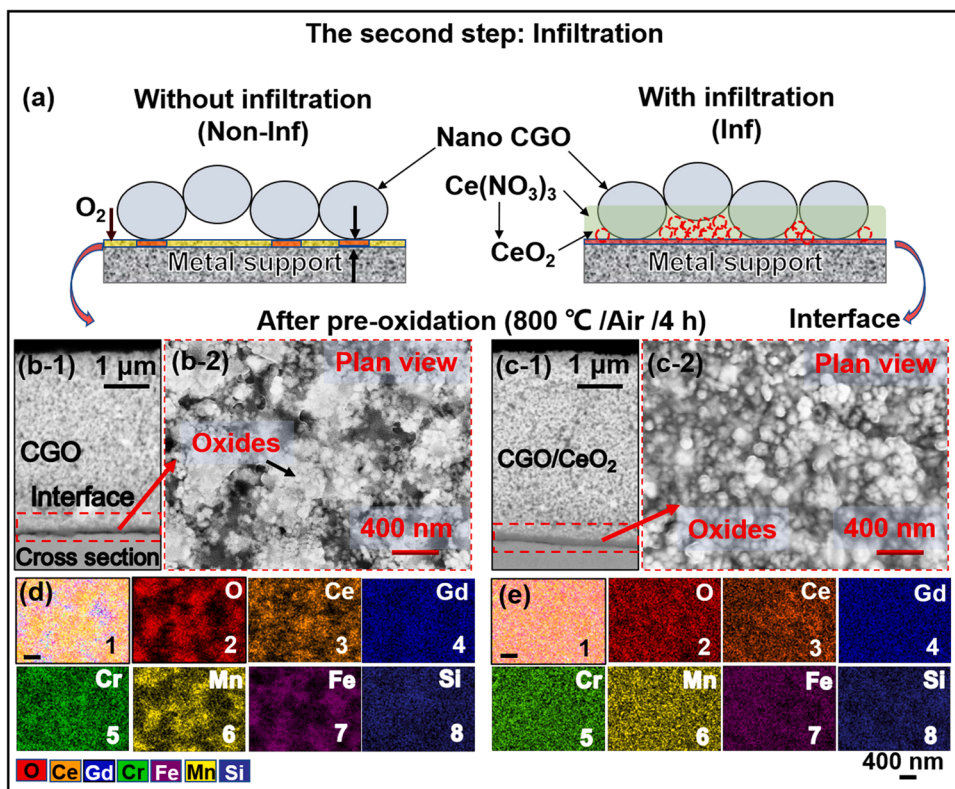 The second step: Infiltration
(a)
Without infiltration
(Non-Inf)
With infiltration
(Inf)
Nano CGO
Ce(NO₃)₃
O₂
CeO₂
Metal support
Metal support
After pre-oxidation (800 ℃ /Air /4 h)
Interface
(b-1)
1 μm
CGO
Interface
Cross section
(b-2)
Plan view
Oxides
400 nm
(c-1)
1 μm
CGO/CeO₂
(c-2)
Plan view
Oxides
400 nm
(d)
1
O
2
Ce
3
Gd
4
Cr
5
Mn
6
Fe
7
Si
8
(e)
1
O
2
Ce
3
Gd
4
Cr
5
Mn
6
Fe
7
Si
8
O Ce Gd Cr Fe Mn Si
400 nm